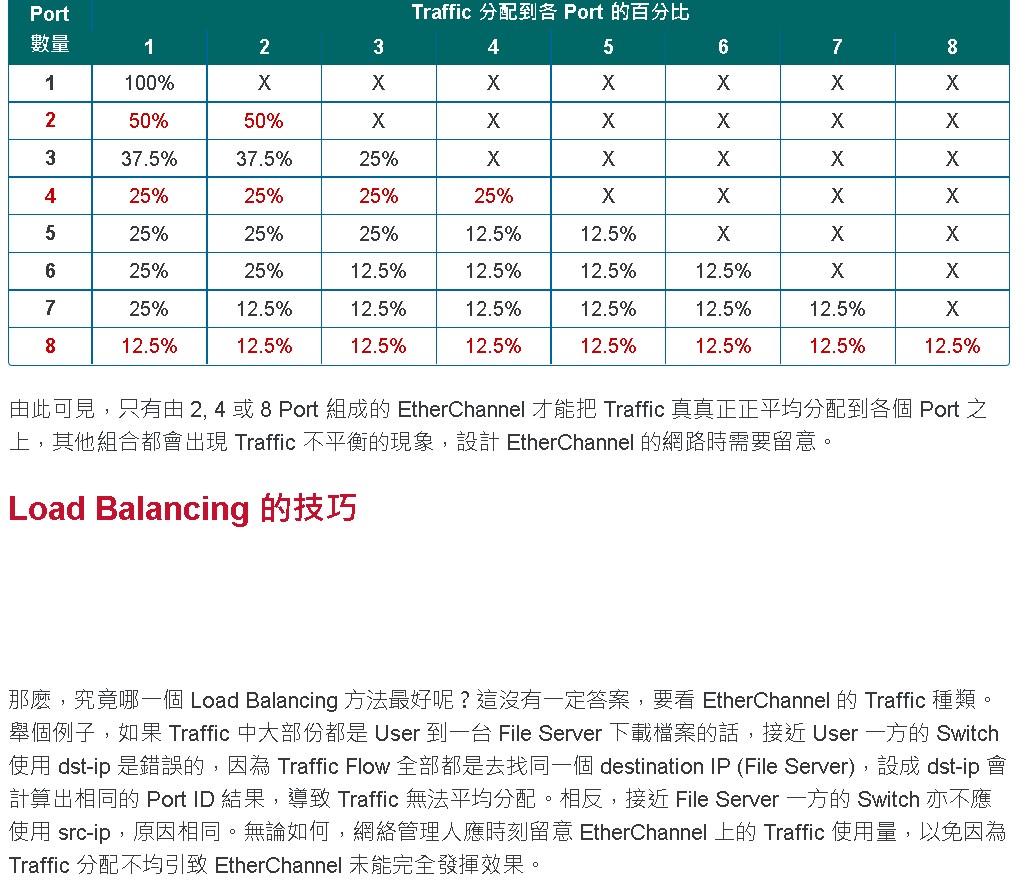 Port Traffic 分配到各 Port 的百分比
數量 1 2 3 4 5 6 7 8
1 100% X X X X X X X
2 50% 50% X X X X X X
3 37.5% 37.5% 25% X X X X X
4 25% 25% 25% 25% X X X X
5 25% 25% 25% 12.5% 12.5% X X X
6 25% 25% 12.5% 12.5% 12.5% 12.5% X X
7 25% 12.5% 12.5% 12.5% 12.5% 12.5% 12.5% X
8 12.5% 12.5% 12.5% 12.5% 12.5% 12.5% 12.5% 12.5%
由此可見，只有由 2, 4 或 8 Port 組成的 EtherChannel 才能把 Traffic 真真正正平均分配到各個 Port 之
上，其他組合都會出現 Traffic 不平衡的現象，設計 EtherChannel 的網路時需要留意。
Load Balancing 的技巧
那麼，究竟哪一個 Load Balancing 方法最好呢？這沒有一定答案，要看 EtherChannel 的 Traffic 種類。
舉個例子，如果 Traffic 中大部份都是 User 到一台 File Server 下載檔案的話，接近 User 一方的 Switch
使用 dst-ip 是錯誤的，因為 Traffic Flow 全部都是去找同一個 destination IP (File Server)，設成 dst-ip 會
計算出相同的 Port ID 結果，導致 Traffic 無法平均分配。相反，接近 File Server 一方的 Switch 亦不應
使用 src-ip，原因相同。無論如何，網絡管理人應時刻留意 EtherChannel 上的 Traffic 使用量，以免因為
Traffic 分配不均引致 EtherChannel 未能完全發揮效果。